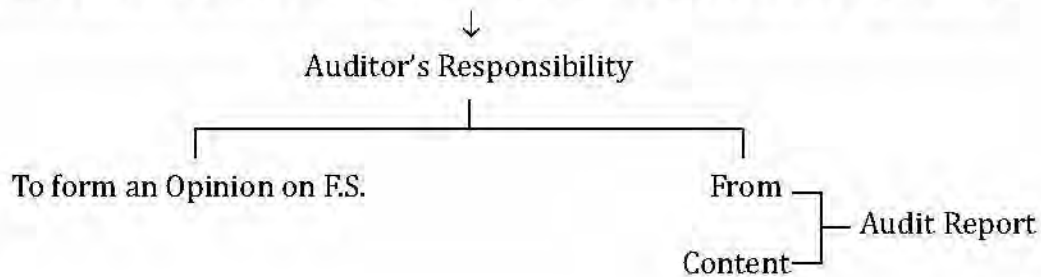 Auditor's Responsibility
To form an Opinion on F.S.
From
Audit Report
Content